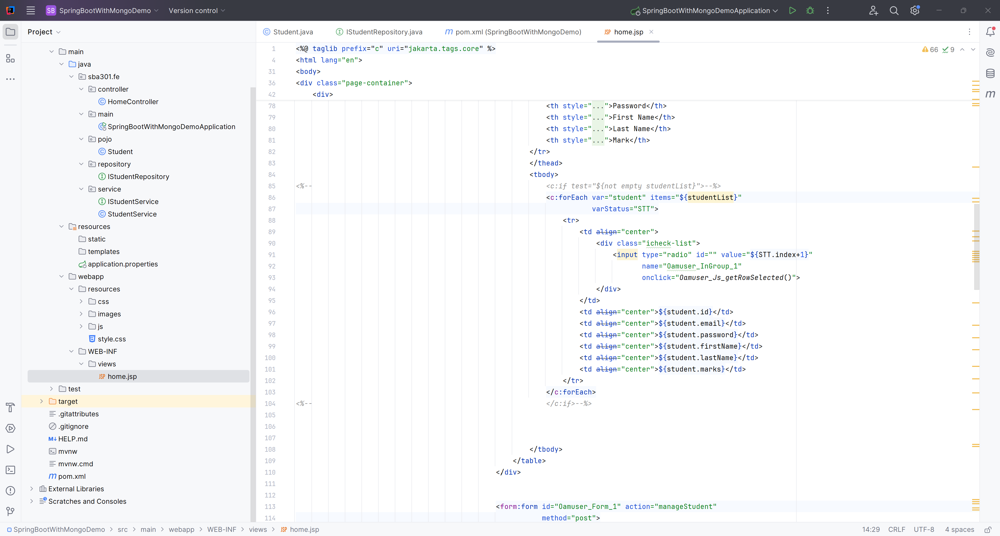 SB SpringBootWithMongoDemo Version control SpringBootWithMongoDemoApplication
Project
Student.java IStudentRepository.java m pom.xml (SpringBootWithMongoDemo) JSP home.jsp
main
java
sba301.fe
controller
HomeController
main
SpringBootWithMongoDemoApplication
pojo
Student
repository
IStudentRepository
service
IStudentService
StudentService
resources
static
templates
application.properties
webapp
resources
css
images
js
style.css
WEB-INF
views
JSP home.jsp
test
target
.gitattributes
.gitignore
M↓ HELP.md
mvnw
mvnw.cmd
m pom.xml
External Libraries
Scratches and Consoles
66 9
1 <%@ taglib prefix="c" uri="jakarta.tags.core" %>
4 <html lang="en">
31 <body>
36 <div class="page-container">
42 <div>
78 <th style="...">Password</th>
79 <th style="...">First Name</th>
80 <th style="...">Last Name</th>
81 <th style="...">Mark</th>
82 </tr>
83 </thead>
84 <tbody>
85 <%-- <c:if test="${not empty studentList}">--%>
86 <c:forEach var="student" items="${studentList}"
87 varStatus="STT">
88 <tr>
89 <td align="center">
90 <div class="icheck-list">
91 <input type="radio" id="" value="${STT.index+1}"
92 name="Oamuser_InGroup_1"
93 onclick="Oamuser_Js_getRowSelected()">
94 </div>
95 </td>
96 <td align="center">${student.id}</td>
97 <td align="center">${student.email}</td>
98 <td align="center">${student.password}</td>
99 <td align="center">${student.firstName}</td>
100 <td align="center">${student.lastName}</td>
101 <td align="center">${student.marks}</td>
102 </tr>
103 </c:forEach>
104 <%-- </c:if>--%>
105
106
107
108 </tbody>
109 </table>
110 </div>
111
112
113 <form:form id="Oamuser_Form_1" action="manageStudent"
114 method="post">
m
SpringBootWithMongoDemo > src > main > webapp > WEB-INF > views > JSP home.jsp 14:29 CRLF UTF-8 4 spaces